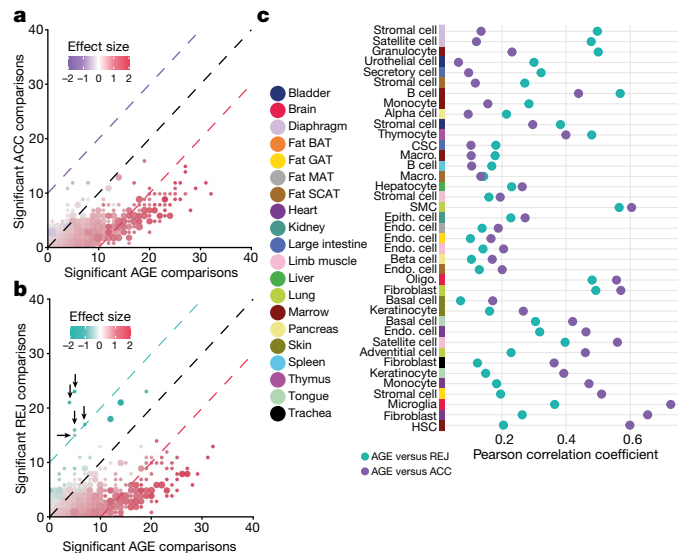 a
Effect size
−2 −1 1 2
Significant ACC comparisons
40
30
20
10
0
0 10 20 30 40
Significant AGE comparisons
b
Effect size
−2 −1 1 2
Significant REJ comparisons
40
30
20
10
0
0 10 20 30 40
Significant AGE comparisons
Bladder
Brain
Diaphragm
Fat BAT
Fat GAT
Fat MAT
Fat SCAT
Heart
Kidney
Large intestine
Limb muscle
Liver
Lung
Marrow
Pancreas
Skin
Spleen
Thymus
Tongue
Trachea
c
Stromal cell
Satellite cell
Granulocyte
Urothelial cell
Secretory cell
Stromal cell
B cell
Monocyte
Alpha cell
Stromal cell
Thymocyte
CSC
Macro.
B cell
Macro.
Hepatocyte
Stromal cell
SMC
Epith. cell
Endo. cell
Endo. cell
Endo. cell
Beta cell
Endo. cell
Oligo.
Fibroblast
Basal cell
Keratinocyte
Basal cell
Endo. cell
Satellite cell
Adventitial cell
Fibroblast
Keratinocyte
Monocyte
Stromal cell
Microglia
Fibroblast
HSC
0.2 0.4 0.6
Pearson correlation coefficient
AGE versus REJ
AGE versus ACC